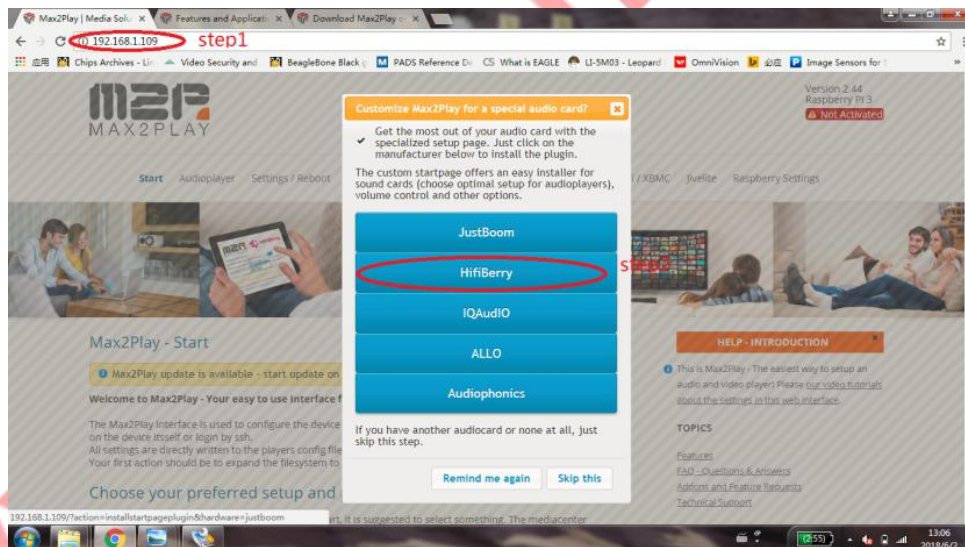 Max2Play | Media Solu
Features and Applicati
Download Max2Play o
192.168.1.109
step1
应用
Chips Archives - Lin
Video Security and
BeagleBone Black
PADS Reference De
CS What is EAGLE
LI-5M03 - Leopard
OmniVision
必应
Image Sensors for
»
M2P
MAX2PLAY
Version 2.44
Raspberry PI 3
Not Activated
Start
Audioplayer
Settings / Reboot
/ XBMC
Jivelite
Raspberry Settings
Customize Max2Play for a special audio card?
Get the most out of your audio card with the
specialized setup page. Just click on the
manufacturer below to install the plugin.
The custom startpage offers an easy installer for
sound cards (choose optimal setup for audioplayers),
volume control and other options.
JustBoom
HifiBerry
step2
IQAudIO
ALLO
Audiophonics
If you have another audiocard or none at all, just
skip this step.
Remind me again
Skip this
Max2Play - Start
Max2Play update is available - start update on
Welcome to Max2Play - Your easy to use Interface f
The Max2Play Interface is used to configure the device
on the device itsself or login by ssh.
All settings are directly written to the players config file
Your first action should be to expand the filesystem to
Choose your preferred setup and
art, it is suggested to select something. The mediacenter
HELP - INTRODUCTION
This is Max2Play - The easiest way to setup an
audio and video player! Please our video tutorials
about the settings in this web interface.
TOPICS
Features
FAQ - Questions & Answers
Addons and Feature Requests
Technical Support
192.168.1.109/?action=installstartpageplugin&hardware=justboom
(2:55)
13:06
2018/6/2